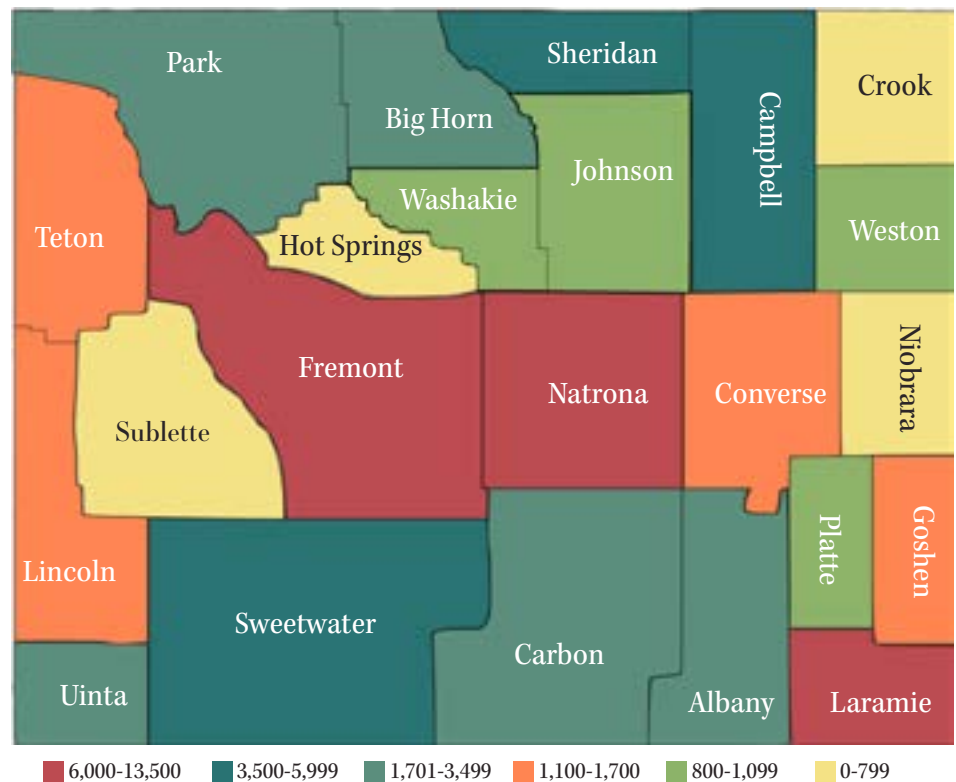 Sheridan
Park
Crook
Big Horn
Campbell
Johnson
Washakie
Weston
Teton
Hot Springs
Niobrara
Fremont
Natrona
Converse
Sublette
Platte
Goshen
Lincoln
Sweetwater
Carbon
Uinta
Albany
Laramie
6,000-13,500 3,500-5,999 1,701-3,499 1,100-1,700 800-1,099 0-799